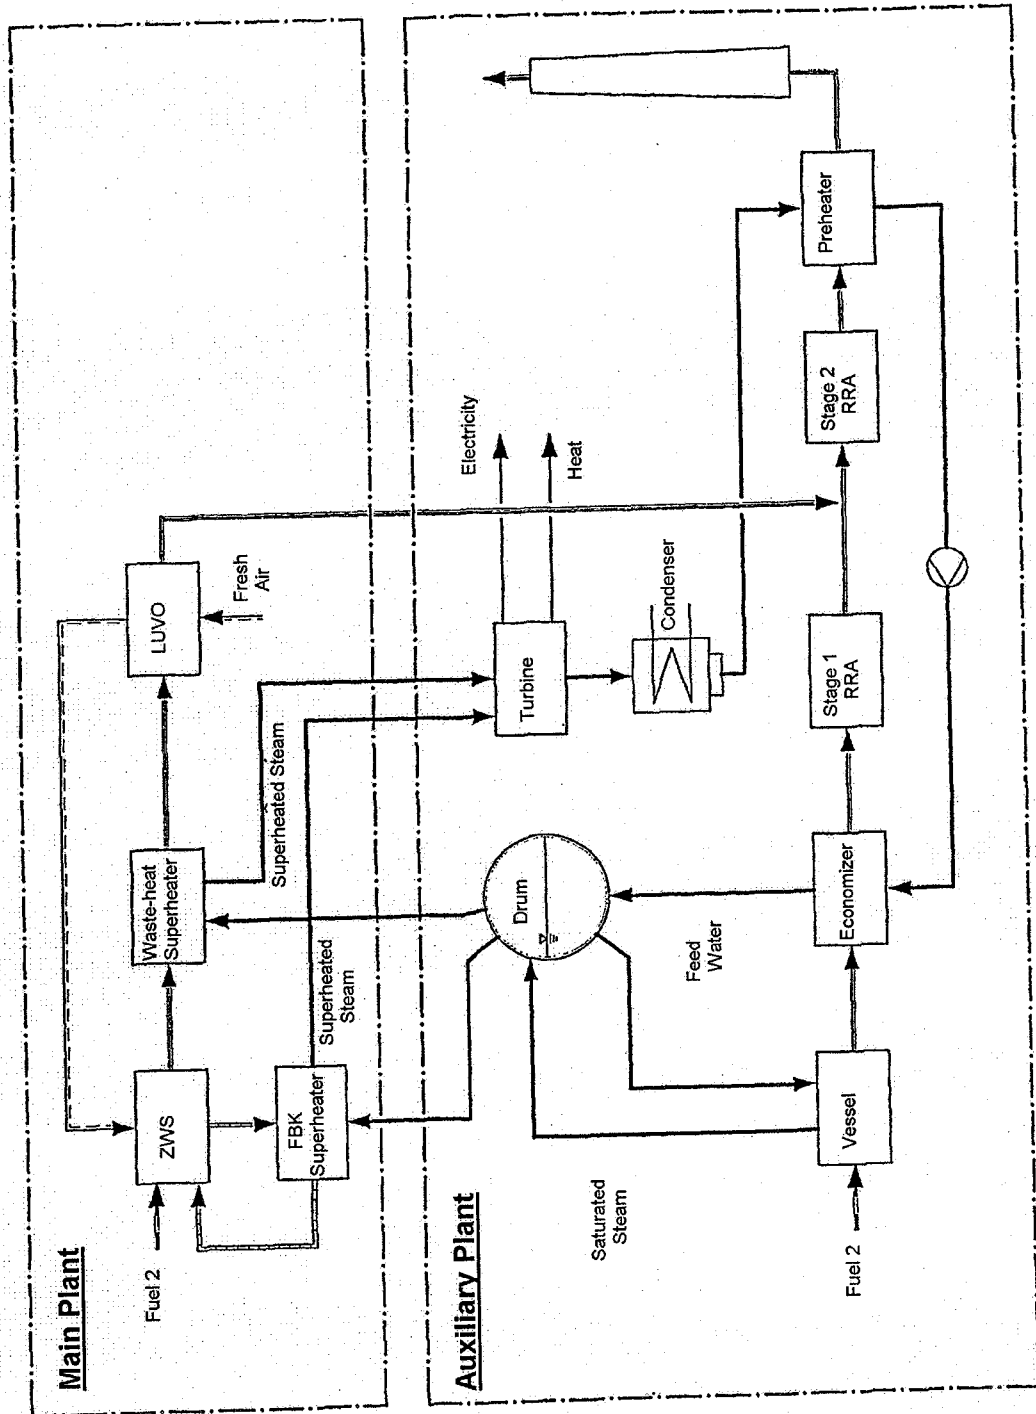 Main Plant
Fuel 2
ZWS
FBK
Superheater
Waste-heat
Superheater
Superheated
Steam
Superheated Steam
LUVO
Fresh
Air
Auxiliary Plant
Saturated
Steam
Drum
Feed
Water
Turbine
Electricity
Heat
Condenser
Fuel 2
Vessel
Economizer
Stage 1
RRA
Stage 2
RRA
Preheater